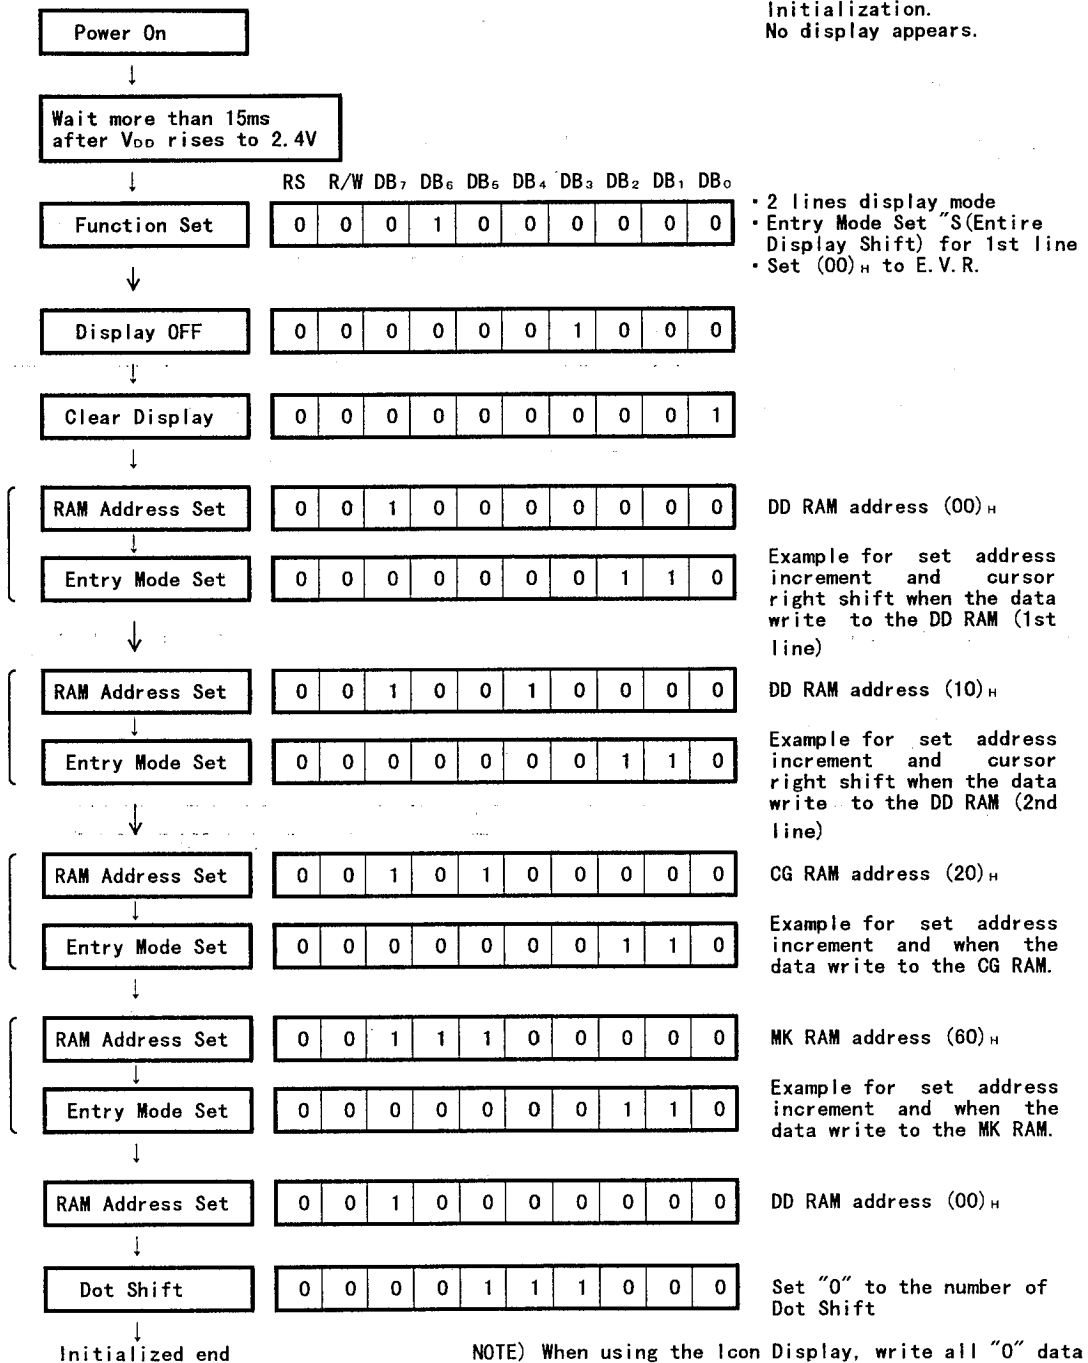 Initialization.
Power On
No display appears.
Wait more than 15ms
after VDD rises to 2.4V
RS R/W DB7 DB6 DB5 DB4 DB3 DB2 DB1 DB0
Function Set 0 0 0 1 0 0 0 0 0 0
・2 lines display mode
・Entry Mode Set "S(Entire
Display Shift) for 1st line
・Set (00)H to E.V.R.
Display OFF 0 0 0 0 0 0 1 0 0 0
Clear Display 0 0 0 0 0 0 0 0 0 1
RAM Address Set 0 0 1 0 0 0 0 0 0 0 DD RAM address (00)H
Entry Mode Set 0 0 0 0 0 0 0 1 1 0
Example for set address
increment and cursor
right shift when the data
write to the DD RAM (1st
line)
RAM Address Set 0 0 1 0 0 1 0 0 0 0 DD RAM address (10)H
Entry Mode Set 0 0 0 0 0 0 0 1 1 0
Example for set address
increment and cursor
right shift when the data
write to the DD RAM (2nd
line)
RAM Address Set 0 0 1 0 1 0 0 0 0 0 CG RAM address (20)H
Entry Mode Set 0 0 0 0 0 0 0 1 1 0
Example for set address
increment and when the
data write to the CG RAM.
RAM Address Set 0 0 1 1 1 0 0 0 0 0 MK RAM address (60)H
Entry Mode Set 0 0 0 0 0 0 0 1 1 0
Example for set address
increment and when the
data write to the MK RAM.
RAM Address Set 0 0 1 0 0 0 0 0 0 0 DD RAM address (00)H
Dot Shift 0 0 0 0 1 1 1 0 0 0
Set "0" to the number of
Dot Shift
Initialized end
NOTE) When using the Icon Display, write all "0" data